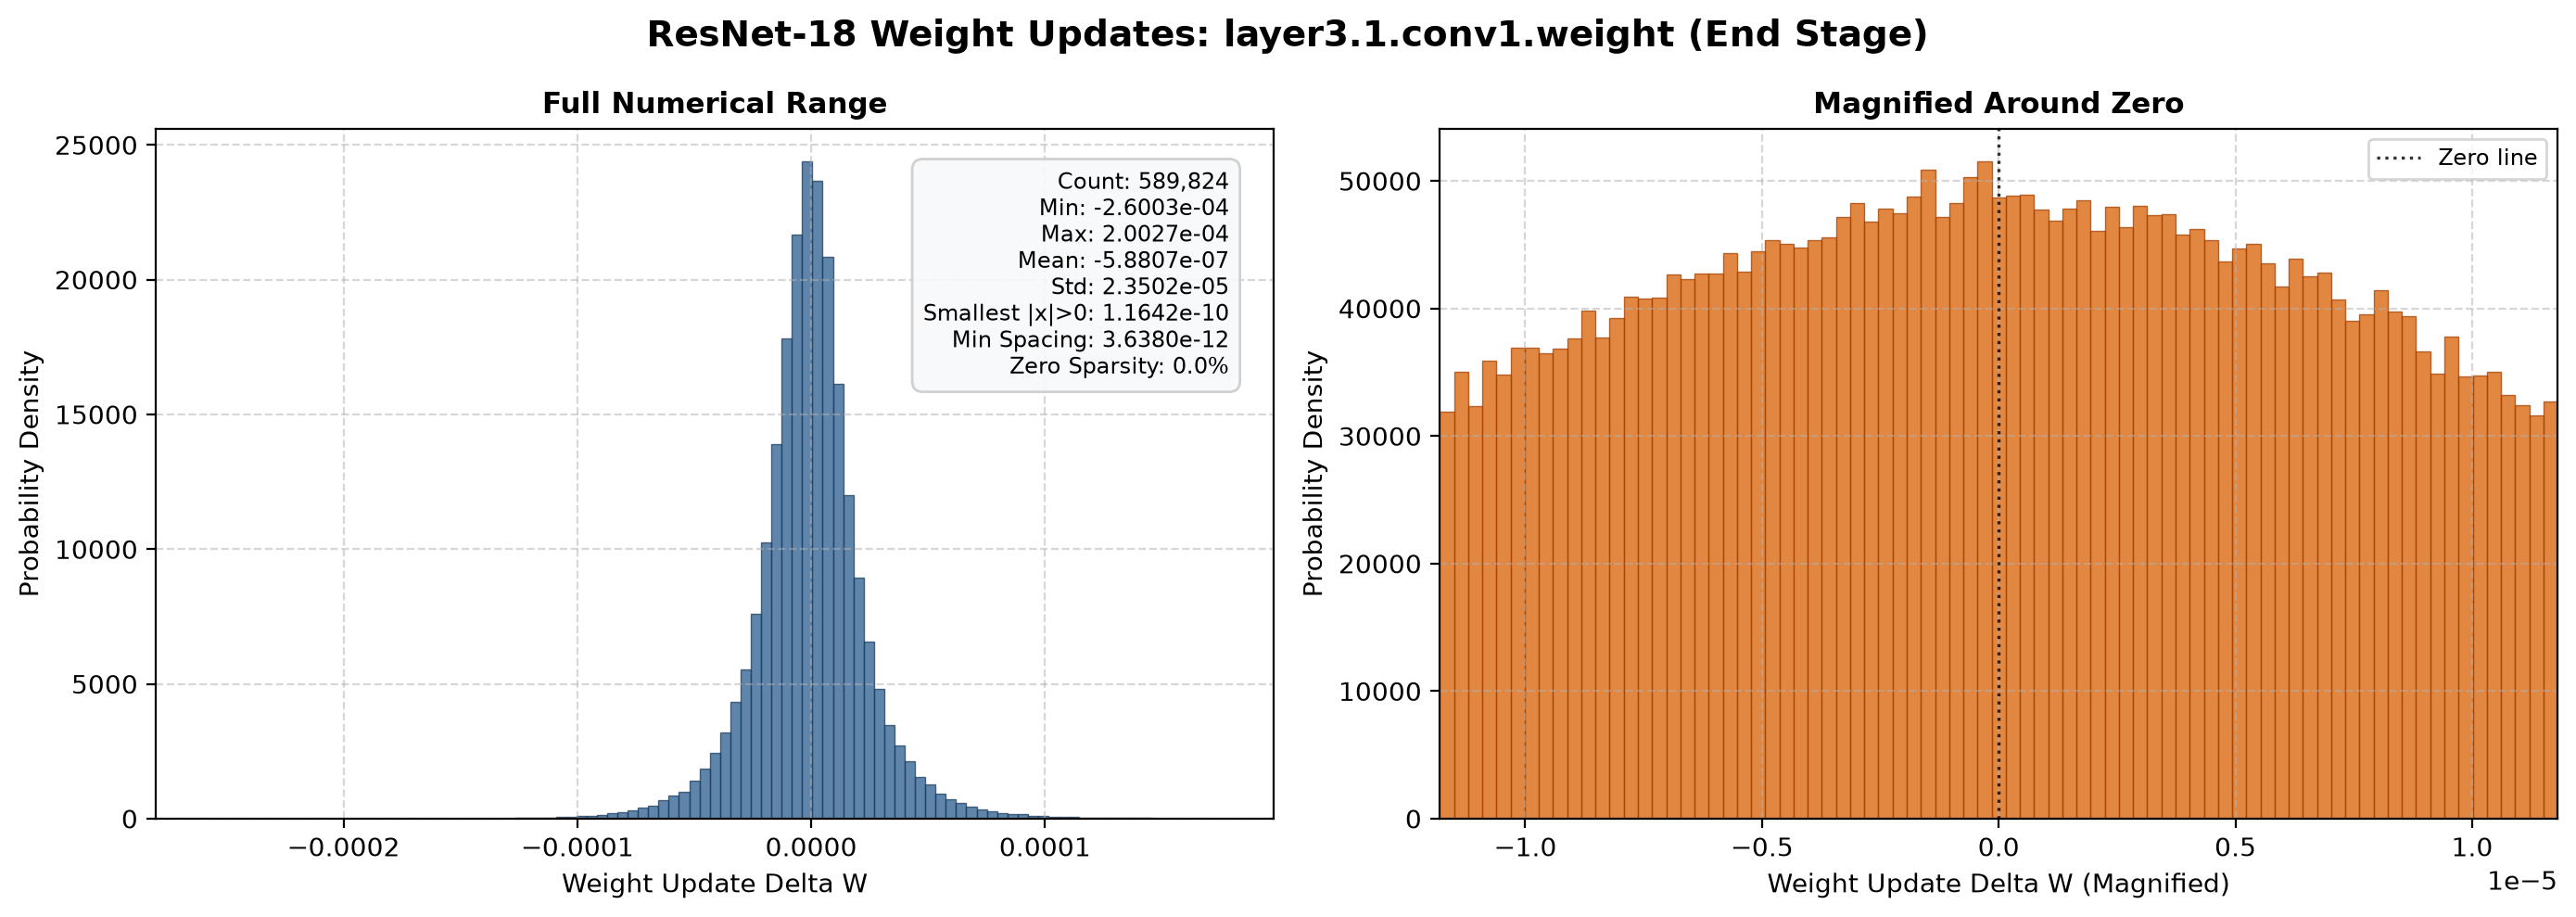 ResNet-18 Weight Updates: layer3.1.conv1.weight (End Stage)
Full Numerical Range
25000
20000
15000
10000
5000
0
Probability Density
Count: 589,824
Min: -2.6003e-04
Max: 2.0027e-04
Mean: -5.8807e-07
Std: 2.3502e-05
Smallest |x|>0: 1.1642e-10
Min Spacing: 3.6380e-12
Zero Sparsity: 0.0%
−0.0002 −0.0001 0.0000 0.0001
Weight Update Delta W
Magnified Around Zero
Zero line
50000
40000
30000
20000
10000
0
Probability Density
−1.0 −0.5 0.0 0.5 1.0
1e−5
Weight Update Delta W (Magnified)